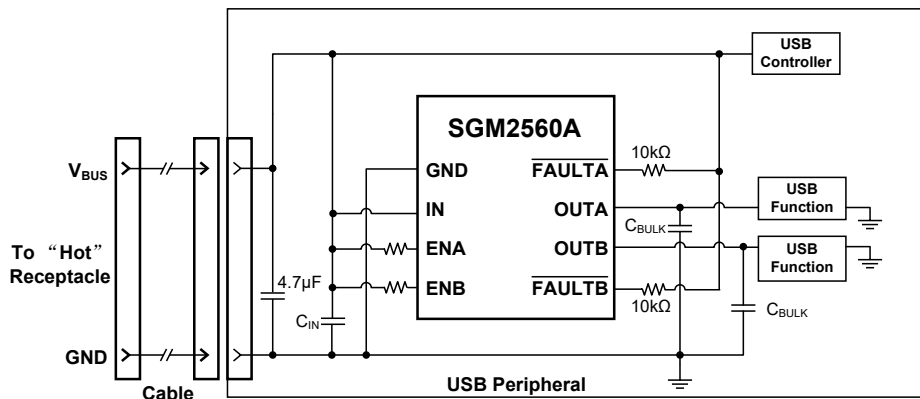 USB
Controller
SGM2560A
GND
IN
ENA
ENB
FAULTA
OUTA
OUTB
FAULTB
10kΩ
10kΩ
USB
Function
USB
Function
CBULK
CBULK
VBUS
To “Hot”
Receptacle
GND
4.7μF
CIN
Cable
USB Peripheral